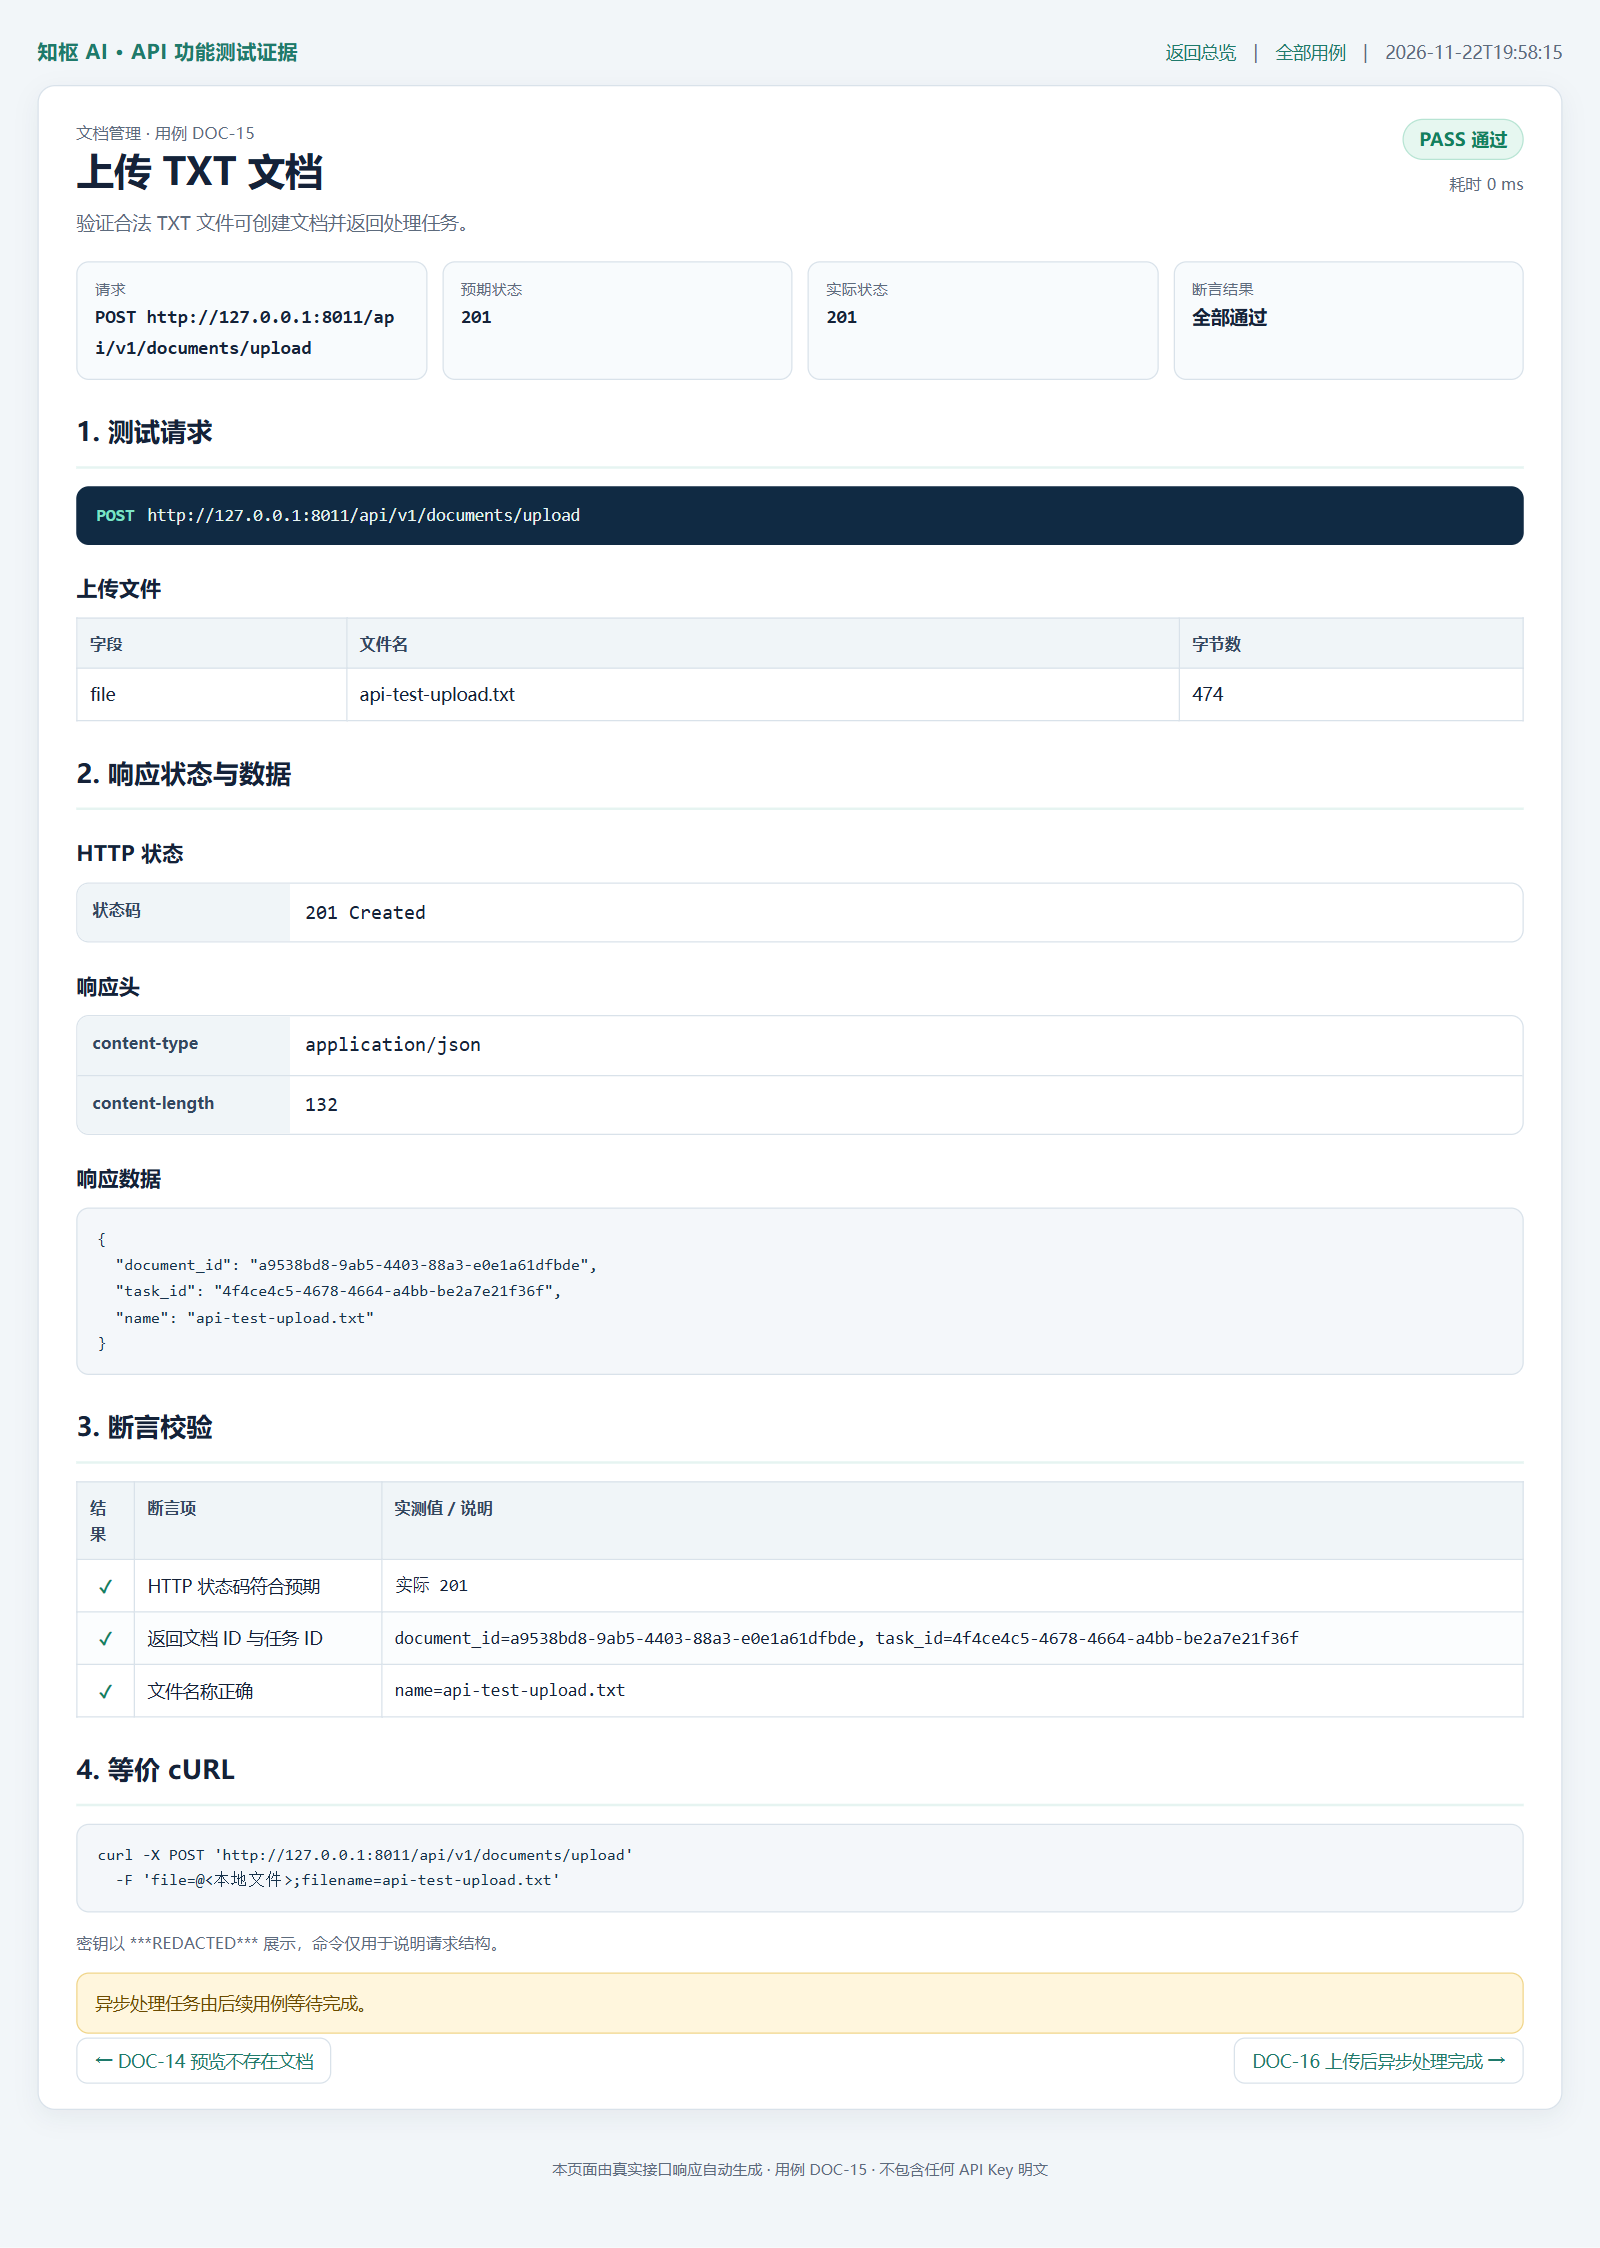 知枢 AI · API 功能测试证据
返回总览 | 全部用例 | 2026-11-22T19:58:15
文档管理 · 用例 DOC-15
上传 TXT 文档
验证合法 TXT 文件可创建文档并返回处理任务。
PASS 通过
耗时 0 ms
请求
POST http://127.0.0.1:8011/ap
i/v1/documents/upload
预期状态
201
实际状态
201
断言结果
全部通过
1. 测试请求
POST http://127.0.0.1:8011/api/v1/documents/upload
上传文件
字段 文件名 字节数
file api-test-upload.txt 474
2. 响应状态与数据
HTTP 状态
状态码 201 Created
响应头
content-type application/json
content-length 132
响应数据
{
"document_id": "a9538bd8-9ab5-4403-88a3-e0e1a61dfbde",
"task_id": "4f4ce4c5-4678-4664-a4bb-be2a7e21f36f",
"name": "api-test-upload.txt"
}
3. 断言校验
结
果
断言项 实测值 / 说明
✓ HTTP 状态码符合预期 实际 201
✓ 返回文档 ID 与任务 ID document_id=a9538bd8-9ab5-4403-88a3-e0e1a61dfbde, task_id=4f4ce4c5-4678-4664-a4bb-be2a7e21f36f
✓ 文件名称正确 name=api-test-upload.txt
4. 等价 cURL
curl -X POST 'http://127.0.0.1:8011/api/v1/documents/upload'
-F 'file=@<本地文件>;filename=api-test-upload.txt'
密钥以 ***REDACTED*** 展示，命令仅用于说明请求结构。
异步处理任务由后续用例等待完成。
← DOC-14 预览不存在文档
DOC-16 上传后异步处理完成 →
本页面由真实接口响应自动生成 · 用例 DOC-15 · 不包含任何 API Key 明文